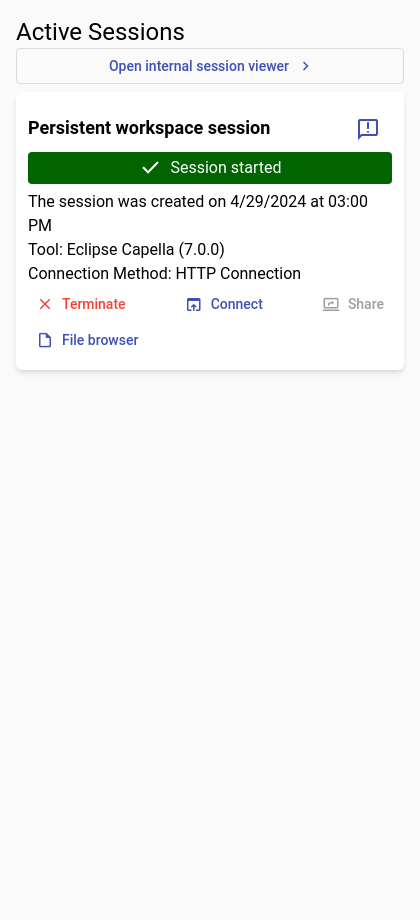 Active Sessions
Open internal session viewer
Persistent workspace session
Session started
The session was created on 4/29/2024 at 03:00
PM
Tool: Eclipse Capella (7.0.0)
Connection Method: HTTP Connection
Terminate Connect Share
File browser